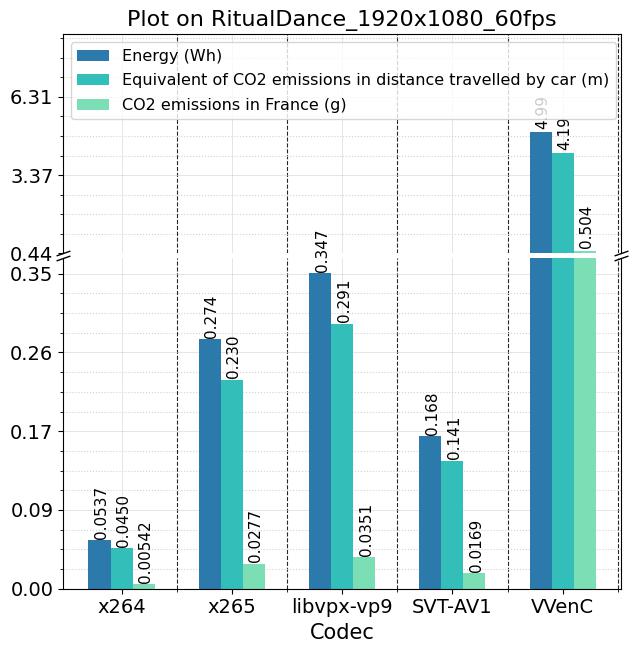 Plot on RitualDance_1920x1080_60fps
Energy (Wh)
Equivalent of CO2 emissions in distance travelled by car (m)
CO2 emissions in France (g)
6.31
3.37
0.44
0.35
0.26
0.17
0.09
0.00
0.0537
0.0450
0.00542
0.274
0.230
0.0277
0.347
0.291
0.0351
0.168
0.141
0.0169
4.99
4.19
0.504
x264
x265
libvpx-vp9
SVT-AV1
VVenC
Codec